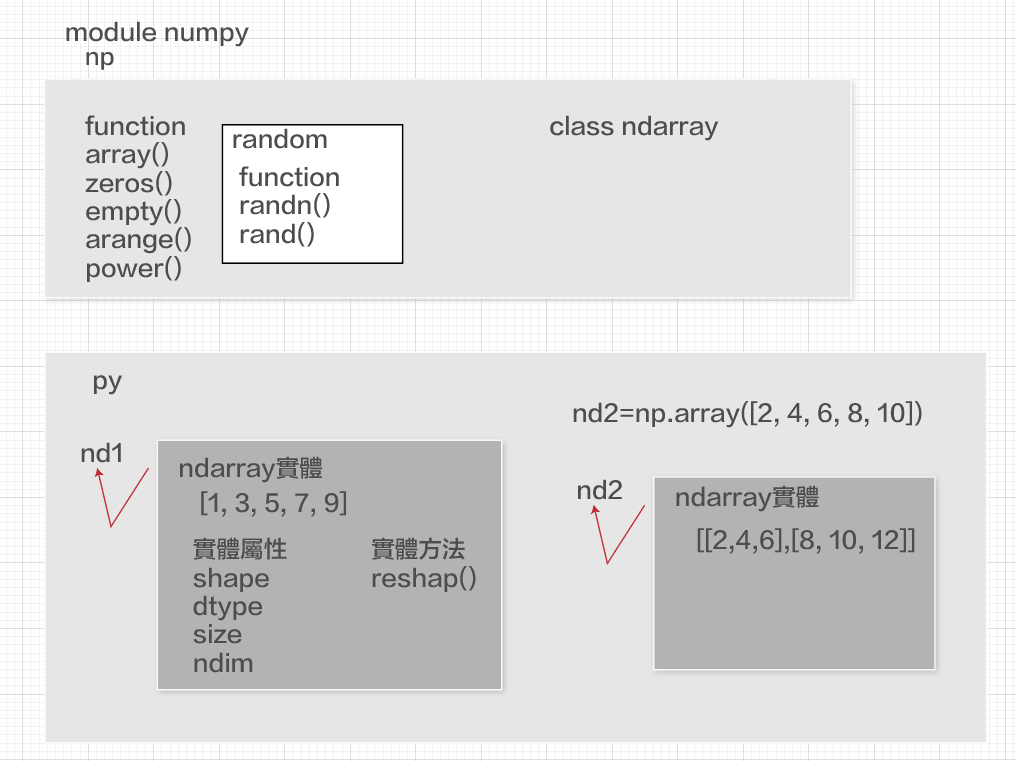 module numpy
np
function
array()
zeros()
empty()
arange()
power()
random
function
randn()
rand()
class ndarray
py
nd1
ndarray實體
[1, 3, 5, 7, 9]
實體屬性
shape
dtype
size
ndim
實體方法
reshap()
nd2=np.array([2, 4, 6, 8, 10])
nd2
ndarray實體
[[2,4,6],[8, 10, 12]]